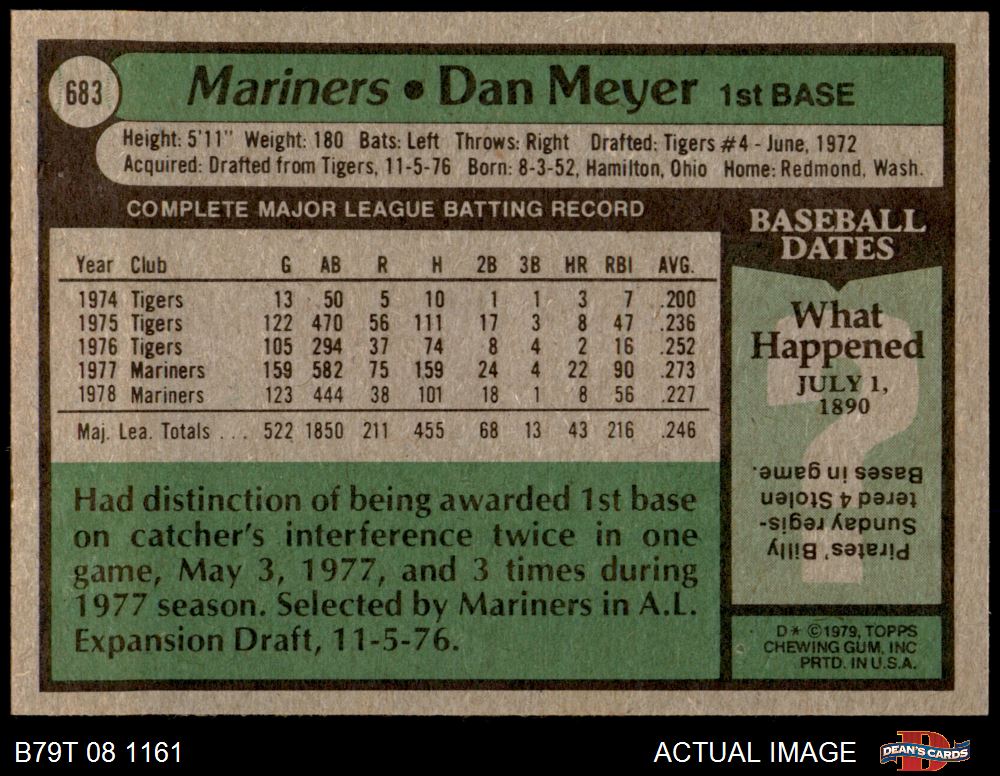 683
Mariners • Dan Meyer 1st BASE
Height: 5'11" Weight: 180 Bats: Left Throws: Right Drafted: Tigers #4 - June, 1972
Acquired: Drafted from Tigers, 11-5-76 Born: 8-3-52, Hamilton, Ohio Home: Redmond, Wash.
COMPLETE MAJOR LEAGUE BATTING RECORD
Year Club G AB R H 2B 3B HR RBI AVG.
1974 Tigers 13 50 5 10 1 1 3 7 .200
1975 Tigers 122 470 56 111 17 3 8 47 .236
1976 Tigers 105 294 37 74 8 4 2 16 .252
1977 Mariners 159 582 75 159 24 4 22 90 .273
1978 Mariners 123 444 38 101 18 1 8 56 .227
Maj. Lea. Totals ... 522 1850 211 455 68 13 43 216 .246
Had distinction of being awarded 1st base
on catcher's interference twice in one
game, May 3, 1977, and 3 times during
1977 season. Selected by Mariners in A.L.
Expansion Draft, 11-5-76.
BASEBALL
DATES
What
Happened
JULY 1,
1890
?
Pirates' Billy
Sunday regis-
tered 4 Stolen
Bases in game.
D* ©1979, TOPPS
CHEWING GUM, INC
PRTD. IN U.S.A.
B79T 08 1161
ACTUAL IMAGE
D
DEAN'S CARDS